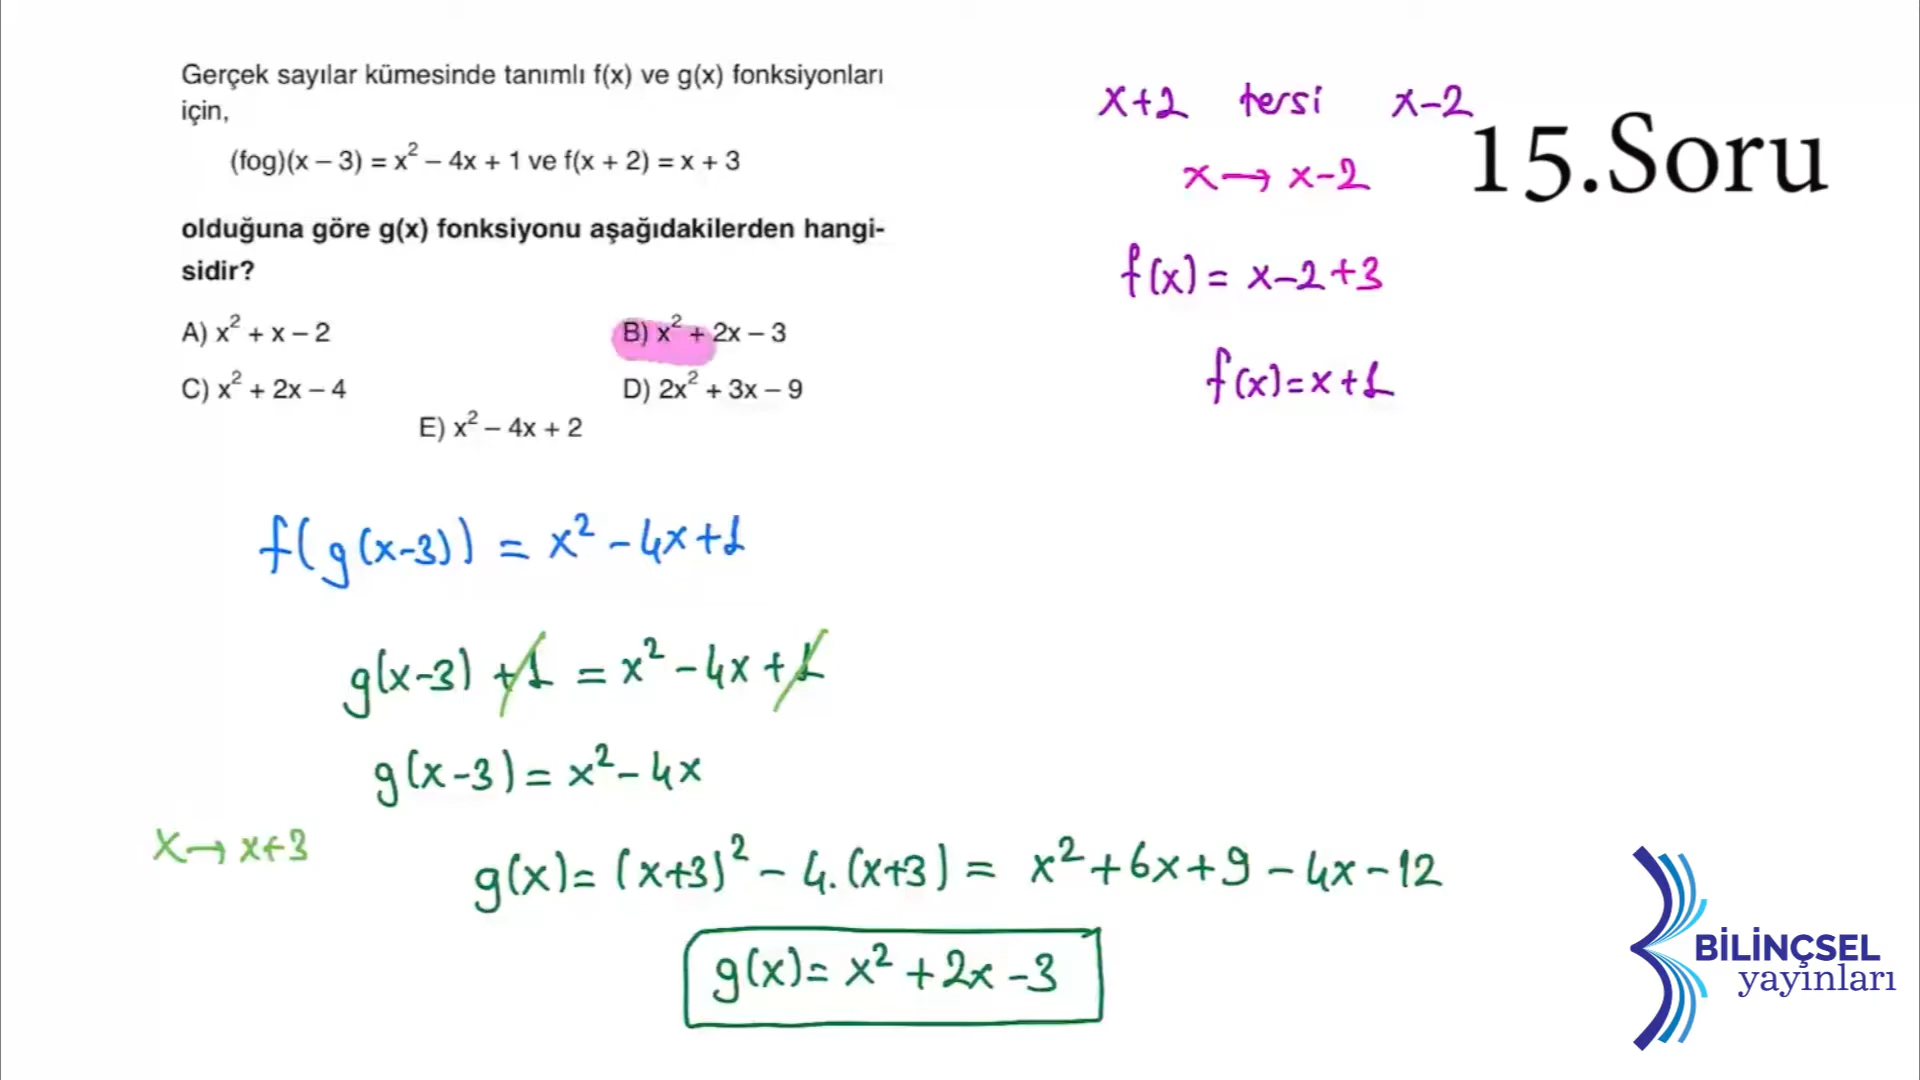 Gerçek sayılar kümesinde tanımlı f(x) ve g(x) fonksiyonları
için,
(fog)(x – 3) = x² – 4x + 1 ve f(x + 2) = x + 3
olduğuna göre g(x) fonksiyonu aşağıdakilerden hangi-
sidir?
A) x² + x – 2
B) x² + 2x – 3
C) x² + 2x – 4
D) 2x² + 3x – 9
E) x² – 4x + 2
x+2 tersi x-2
x → x-2
f(x) = x-2+3
f(x)=x+1
15.Soru
f(g(x-3)) = x² - 4x+1
g(x-3) +1 = x² - 4x +1
g(x-3) = x² - 4x
x → x+3
g(x)= (x+3)² - 4.(x+3) = x²+6x+9-4x-12
g(x)= x² +2x -3
BİLİNÇSEL
yayınları